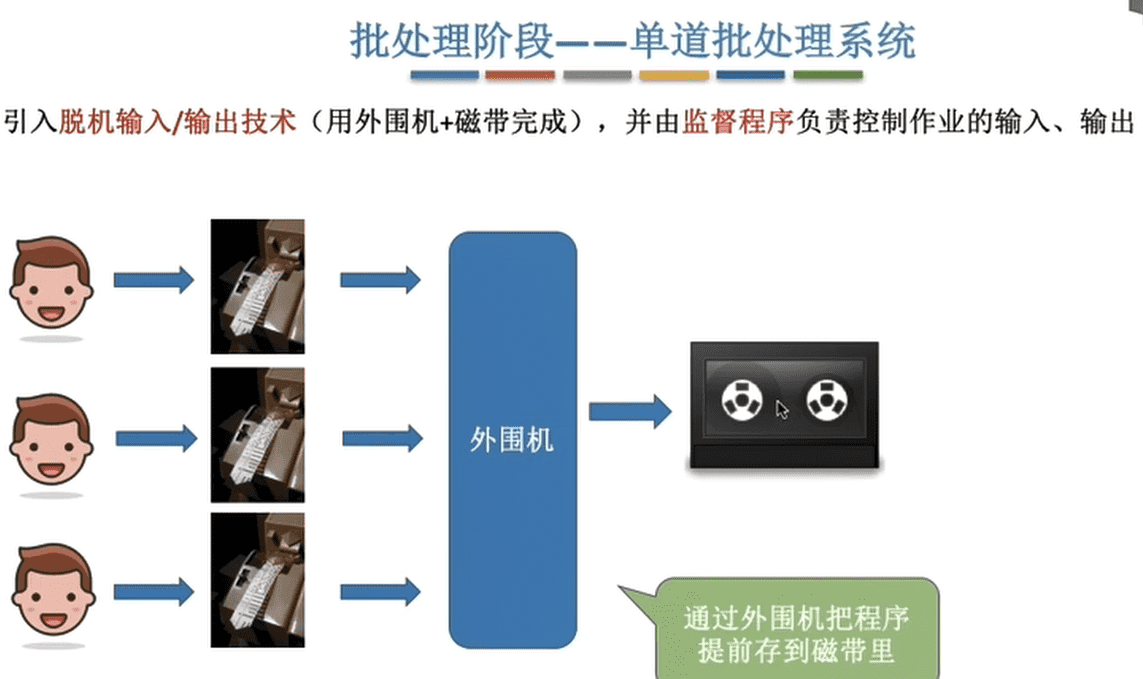 批处理阶段——单道批处理系统
引入脱机输入/输出技术（用外围机+磁带完成），并由监督程序负责控制作业的输入、输出
外围机
通过外围机把程序
提前存到磁带里